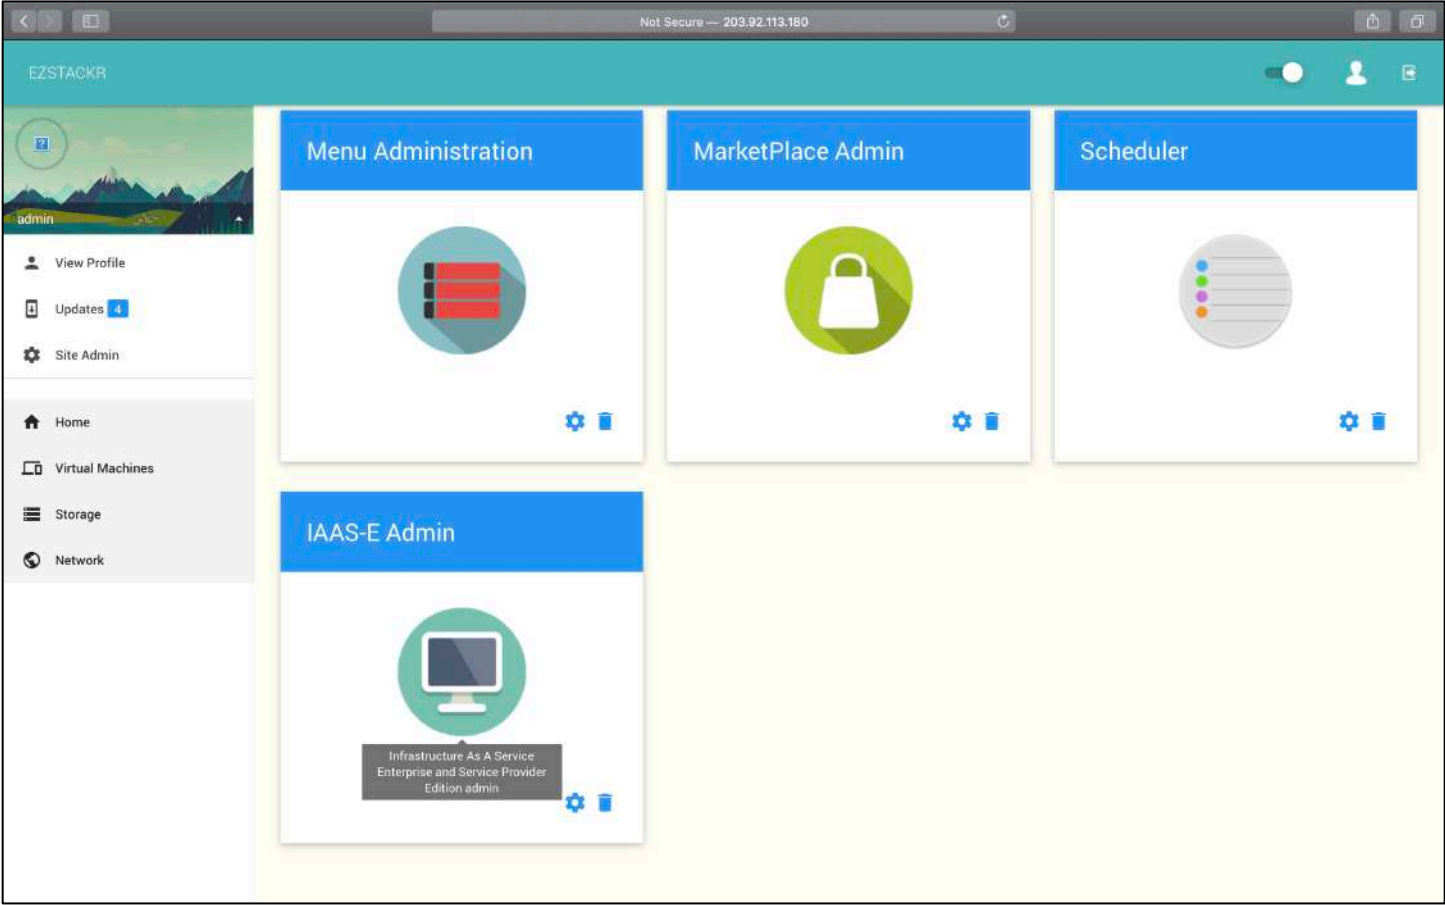 Not Secure — 203.92.113.180
EZSTACKR
admin
View Profile
Updates 4
Site Admin
Home
Virtual Machines
Storage
Network
Menu Administration
MarketPlace Admin
Scheduler
IAAS-E Admin
Infrastructure As A Service
Enterprise and Service Provider
Edition admin